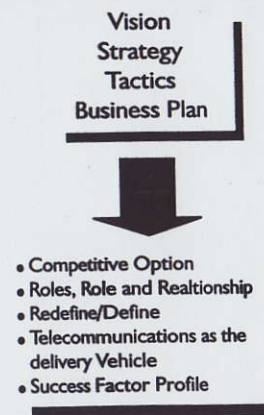 Vision
Strategy
Tactics
Business Plan
• Competitive Option
• Roles, Role and Realtionship
• Redefine/Define
• Telecommunications as the
delivery Vehicle
• Success Factor Profile